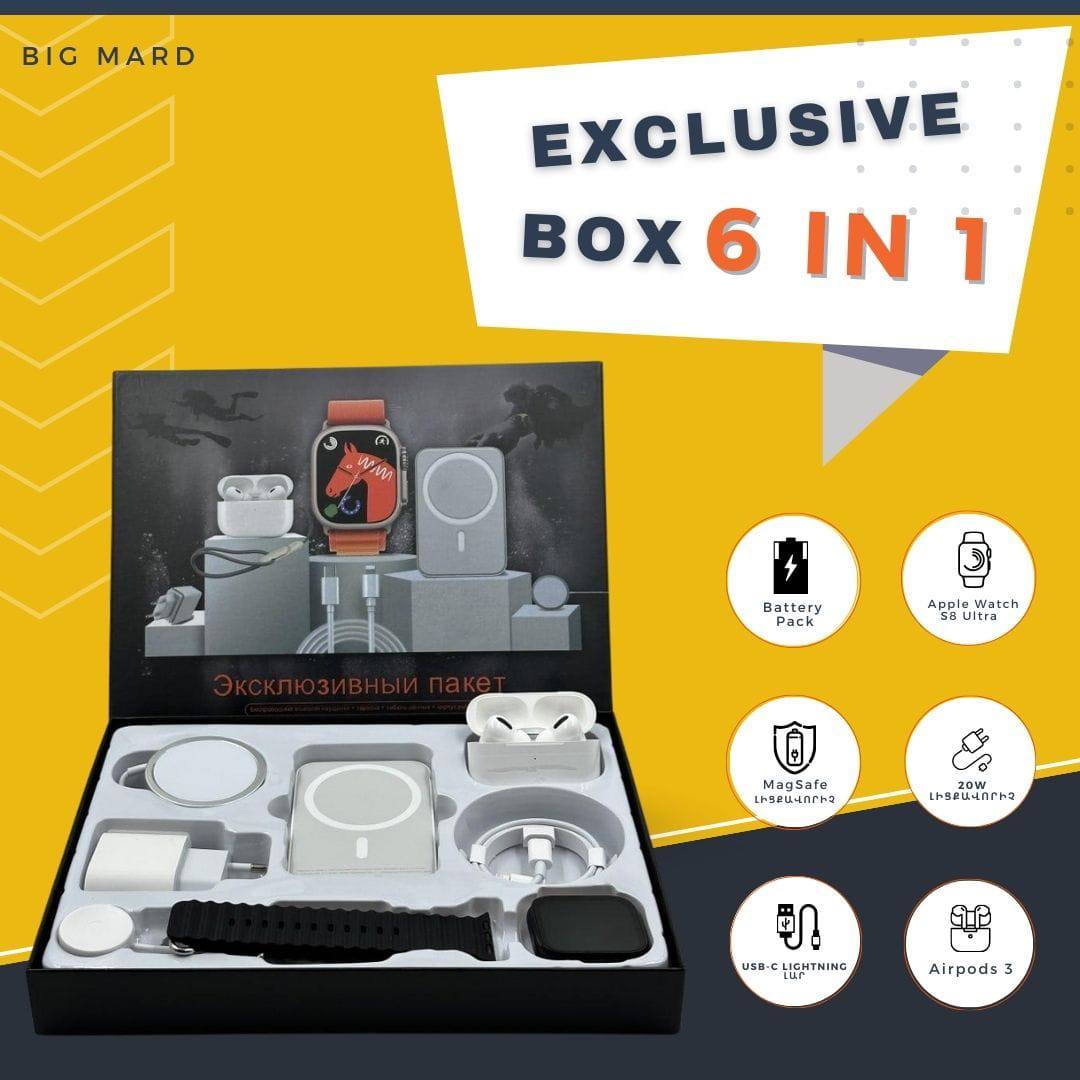 BIG MARD
EXCLUSIVE
BOX 6 IN 1
Эксклюзивный пакет
Battery
Pack
Apple Watch
S8 Ultra
MagSafe
ԼԻՑՔԱՎՈՐԻՉ
20W
ԼԻՑՔԱՎՈՐԻՉ
USB-C LIGHTNING
ԼԱՐ
Airpods 3